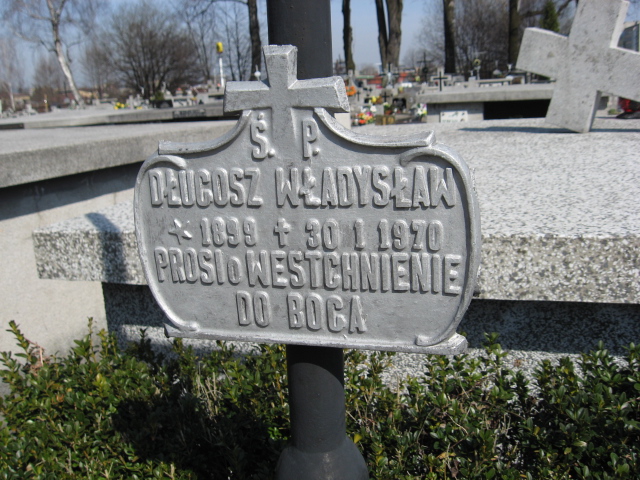 Ś. P.
DŁUGOSZ WŁADYSŁAW
* 1899 † 30 1 1970
PROSI o WESTCHNIENIE
DO BOGA